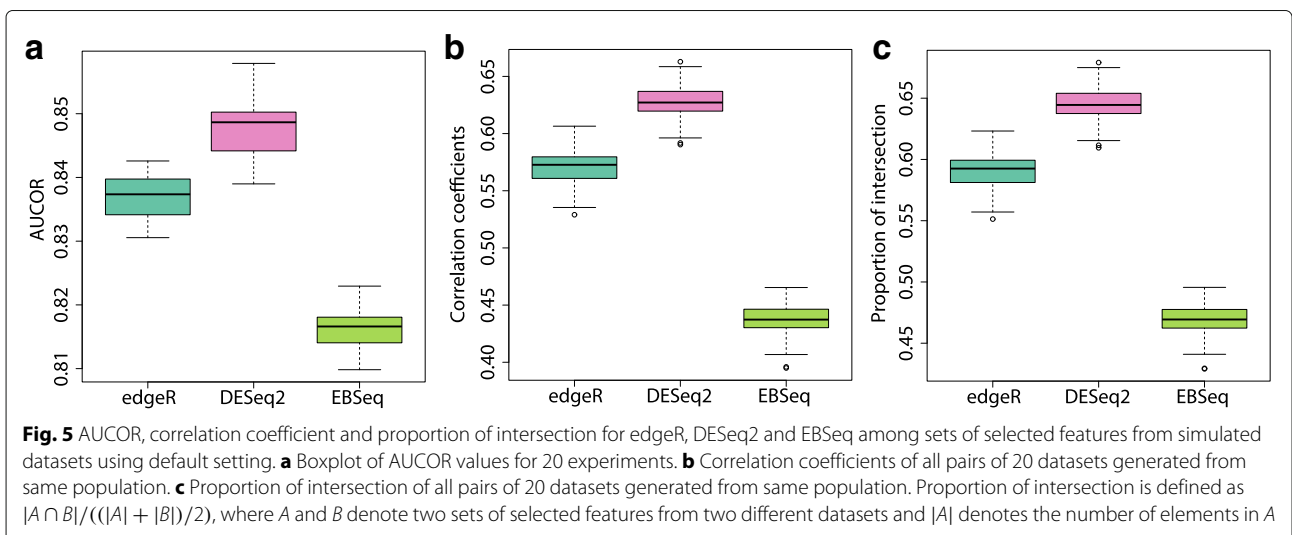 a
b
c
AUCOR
0.85
0.84
0.83
0.82
0.81
edgeR DESeq2 EBSeq
Correlation coefficients
0.65
0.60
0.55
0.50
0.45
0.40
edgeR DESeq2 EBSeq
Proportion of intersection
0.65
0.60
0.55
0.50
0.45
edgeR DESeq2 EBSeq
Fig. 5 AUCOR, correlation coefficient and proportion of intersection for edgeR, DESeq2 and EBSeq among sets of selected features from simulated
datasets using default setting. a Boxplot of AUCOR values for 20 experiments. b Correlation coefficients of all pairs of 20 datasets generated from
same population. c Proportion of intersection of all pairs of 20 datasets generated from same population. Proportion of intersection is defined as
|A ∩ B|/((|A| + |B|)/2), where A and B denote two sets of selected features from two different datasets and |A| denotes the number of elements in A